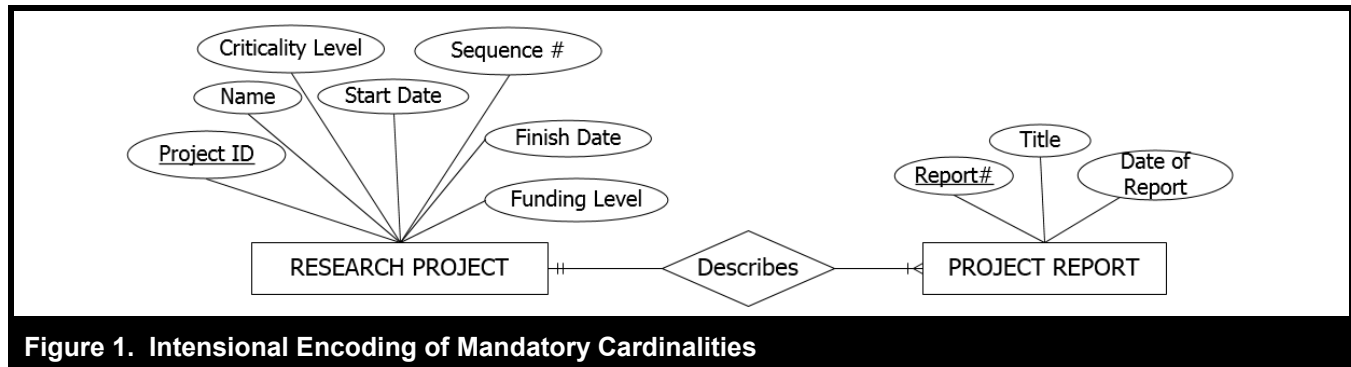 Criticality Level
Sequence #
Name
Start Date
Project ID
Finish Date
Funding Level
Title
Report#
Date of
Report
RESEARCH PROJECT
Describes
PROJECT REPORT
Figure 1. Intensional Encoding of Mandatory Cardinalities